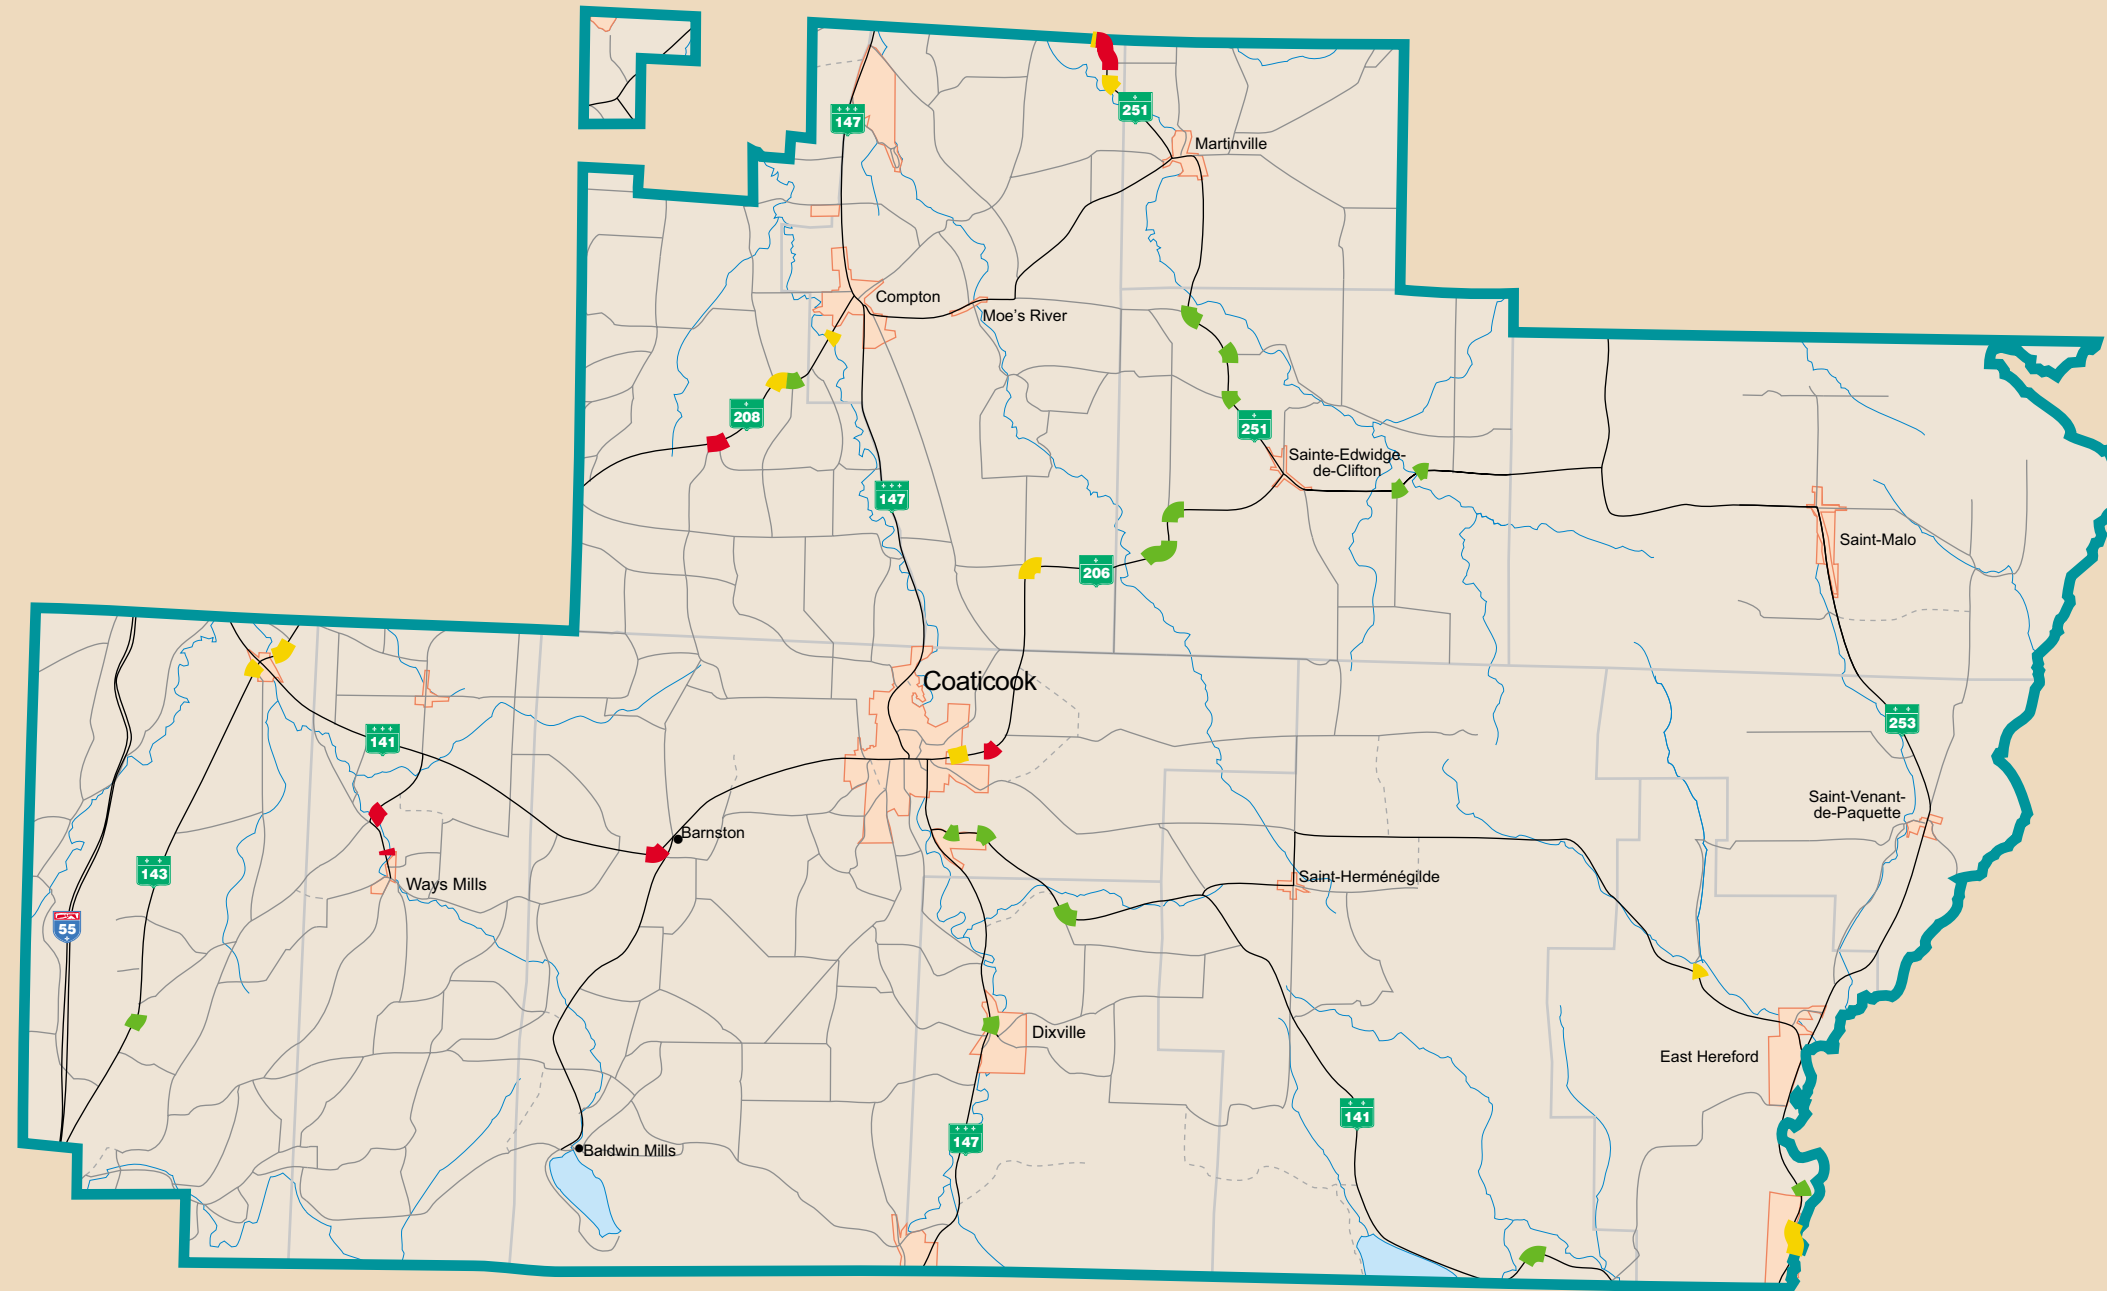 147
251
Martinville
Compton
Moe's River
208
251
Sainte-Edwidge-
de-Clifton
147
Saint-Malo
206
Coaticook
253
141
Saint-Venant-
de-Paquette
Barnston
143
Ways Mills
Saint-Herménégilde
55
Dixville
East Hereford
141
147
Baldwin Mills